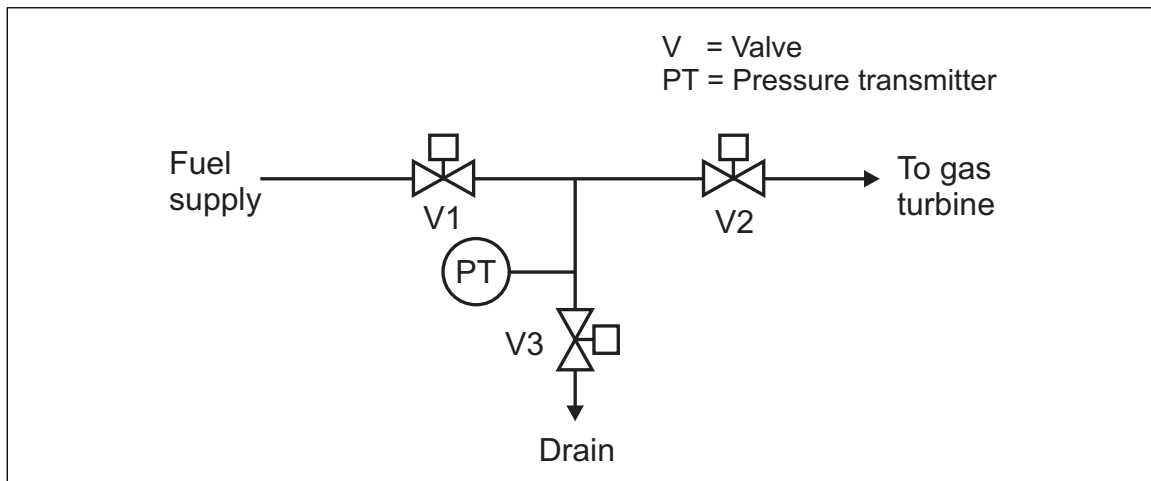 V = Valve
PT = Pressure transmitter
Fuel
supply
To gas
turbine
V1
V2
PT
V3
Drain